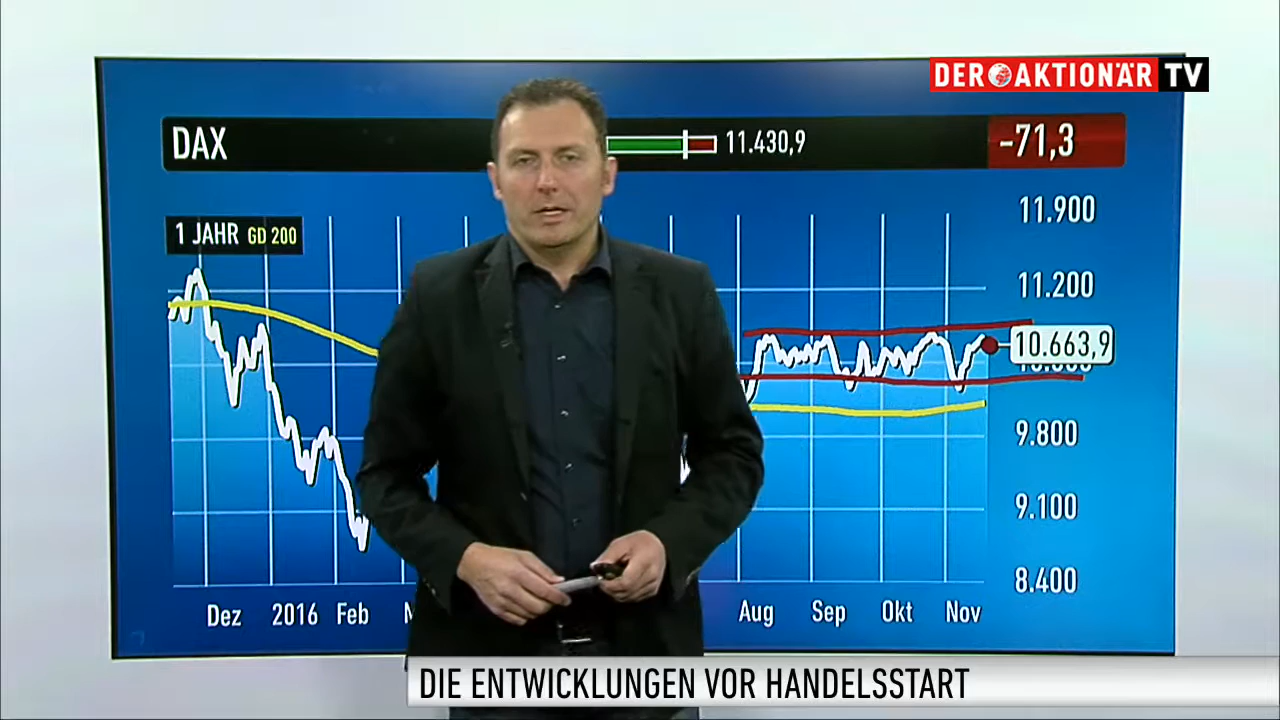 DER AKTIONÄR TV
DAX
11.430,9
-71,3
1 JAHR GD 200
11.900
11.200
10.663,9
9.800
9.100
8.400
Dez 2016 Feb Aug Sep Okt Nov
DIE ENTWICKLUNGEN VOR HANDELSSTART